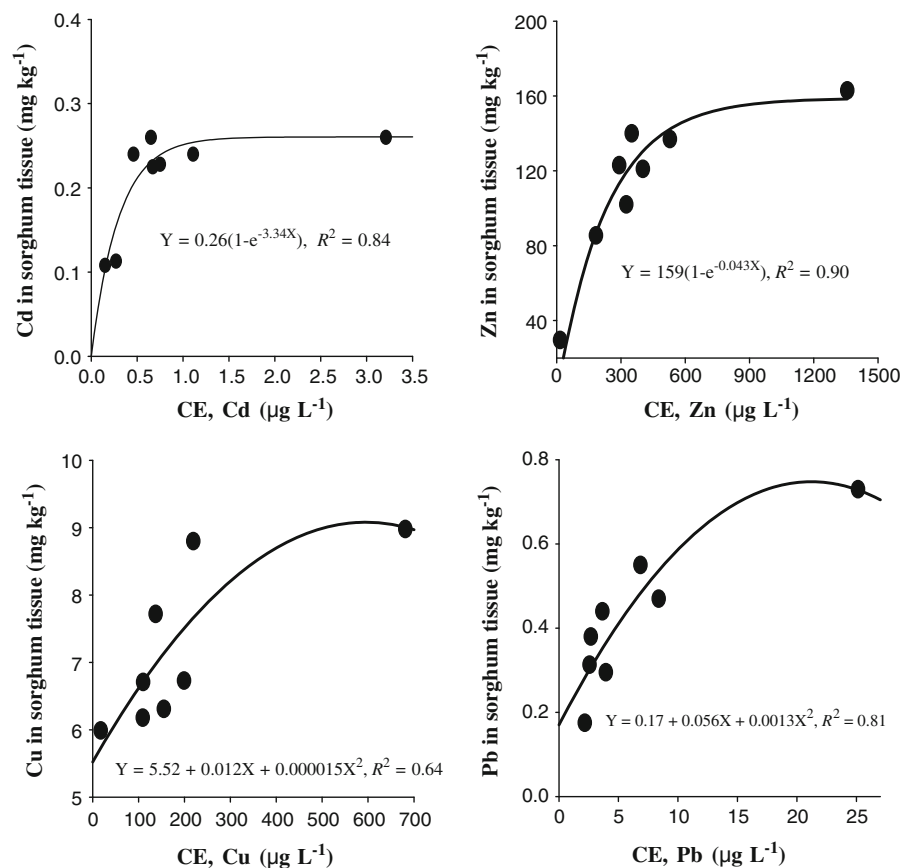 Cd in sorghum tissue (mg kg⁻¹)
0.4
0.3
0.2
0.1
0.0
Y = 0.26(1-e⁻³·³⁴ˣ), R² = 0.84
0.0 0.5 1.0 1.5 2.0 2.5 3.0 3.5
CE, Cd (µg L⁻¹)
Zn in sorghum tissue (mg kg⁻¹)
200
160
120
80
40
Y = 159(1-e⁻⁰·⁰⁴³ˣ), R² = 0.90
0 300 600 900 1200 1500
CE, Zn (µg L⁻¹)
Cu in sorghum tissue (mg kg⁻¹)
10
9
8
7
6
5
Y = 5.52 + 0.012X + 0.000015X², R² = 0.64
0 100 200 300 400 500 600 700
CE, Cu (µg L⁻¹)
Pb in sorghum tissue (mg kg⁻¹)
0.8
0.6
0.4
0.2
0.0
Y = 0.17 + 0.056X + 0.0013X², R² = 0.81
0 5 10 15 20 25
CE, Pb (µg L⁻¹)